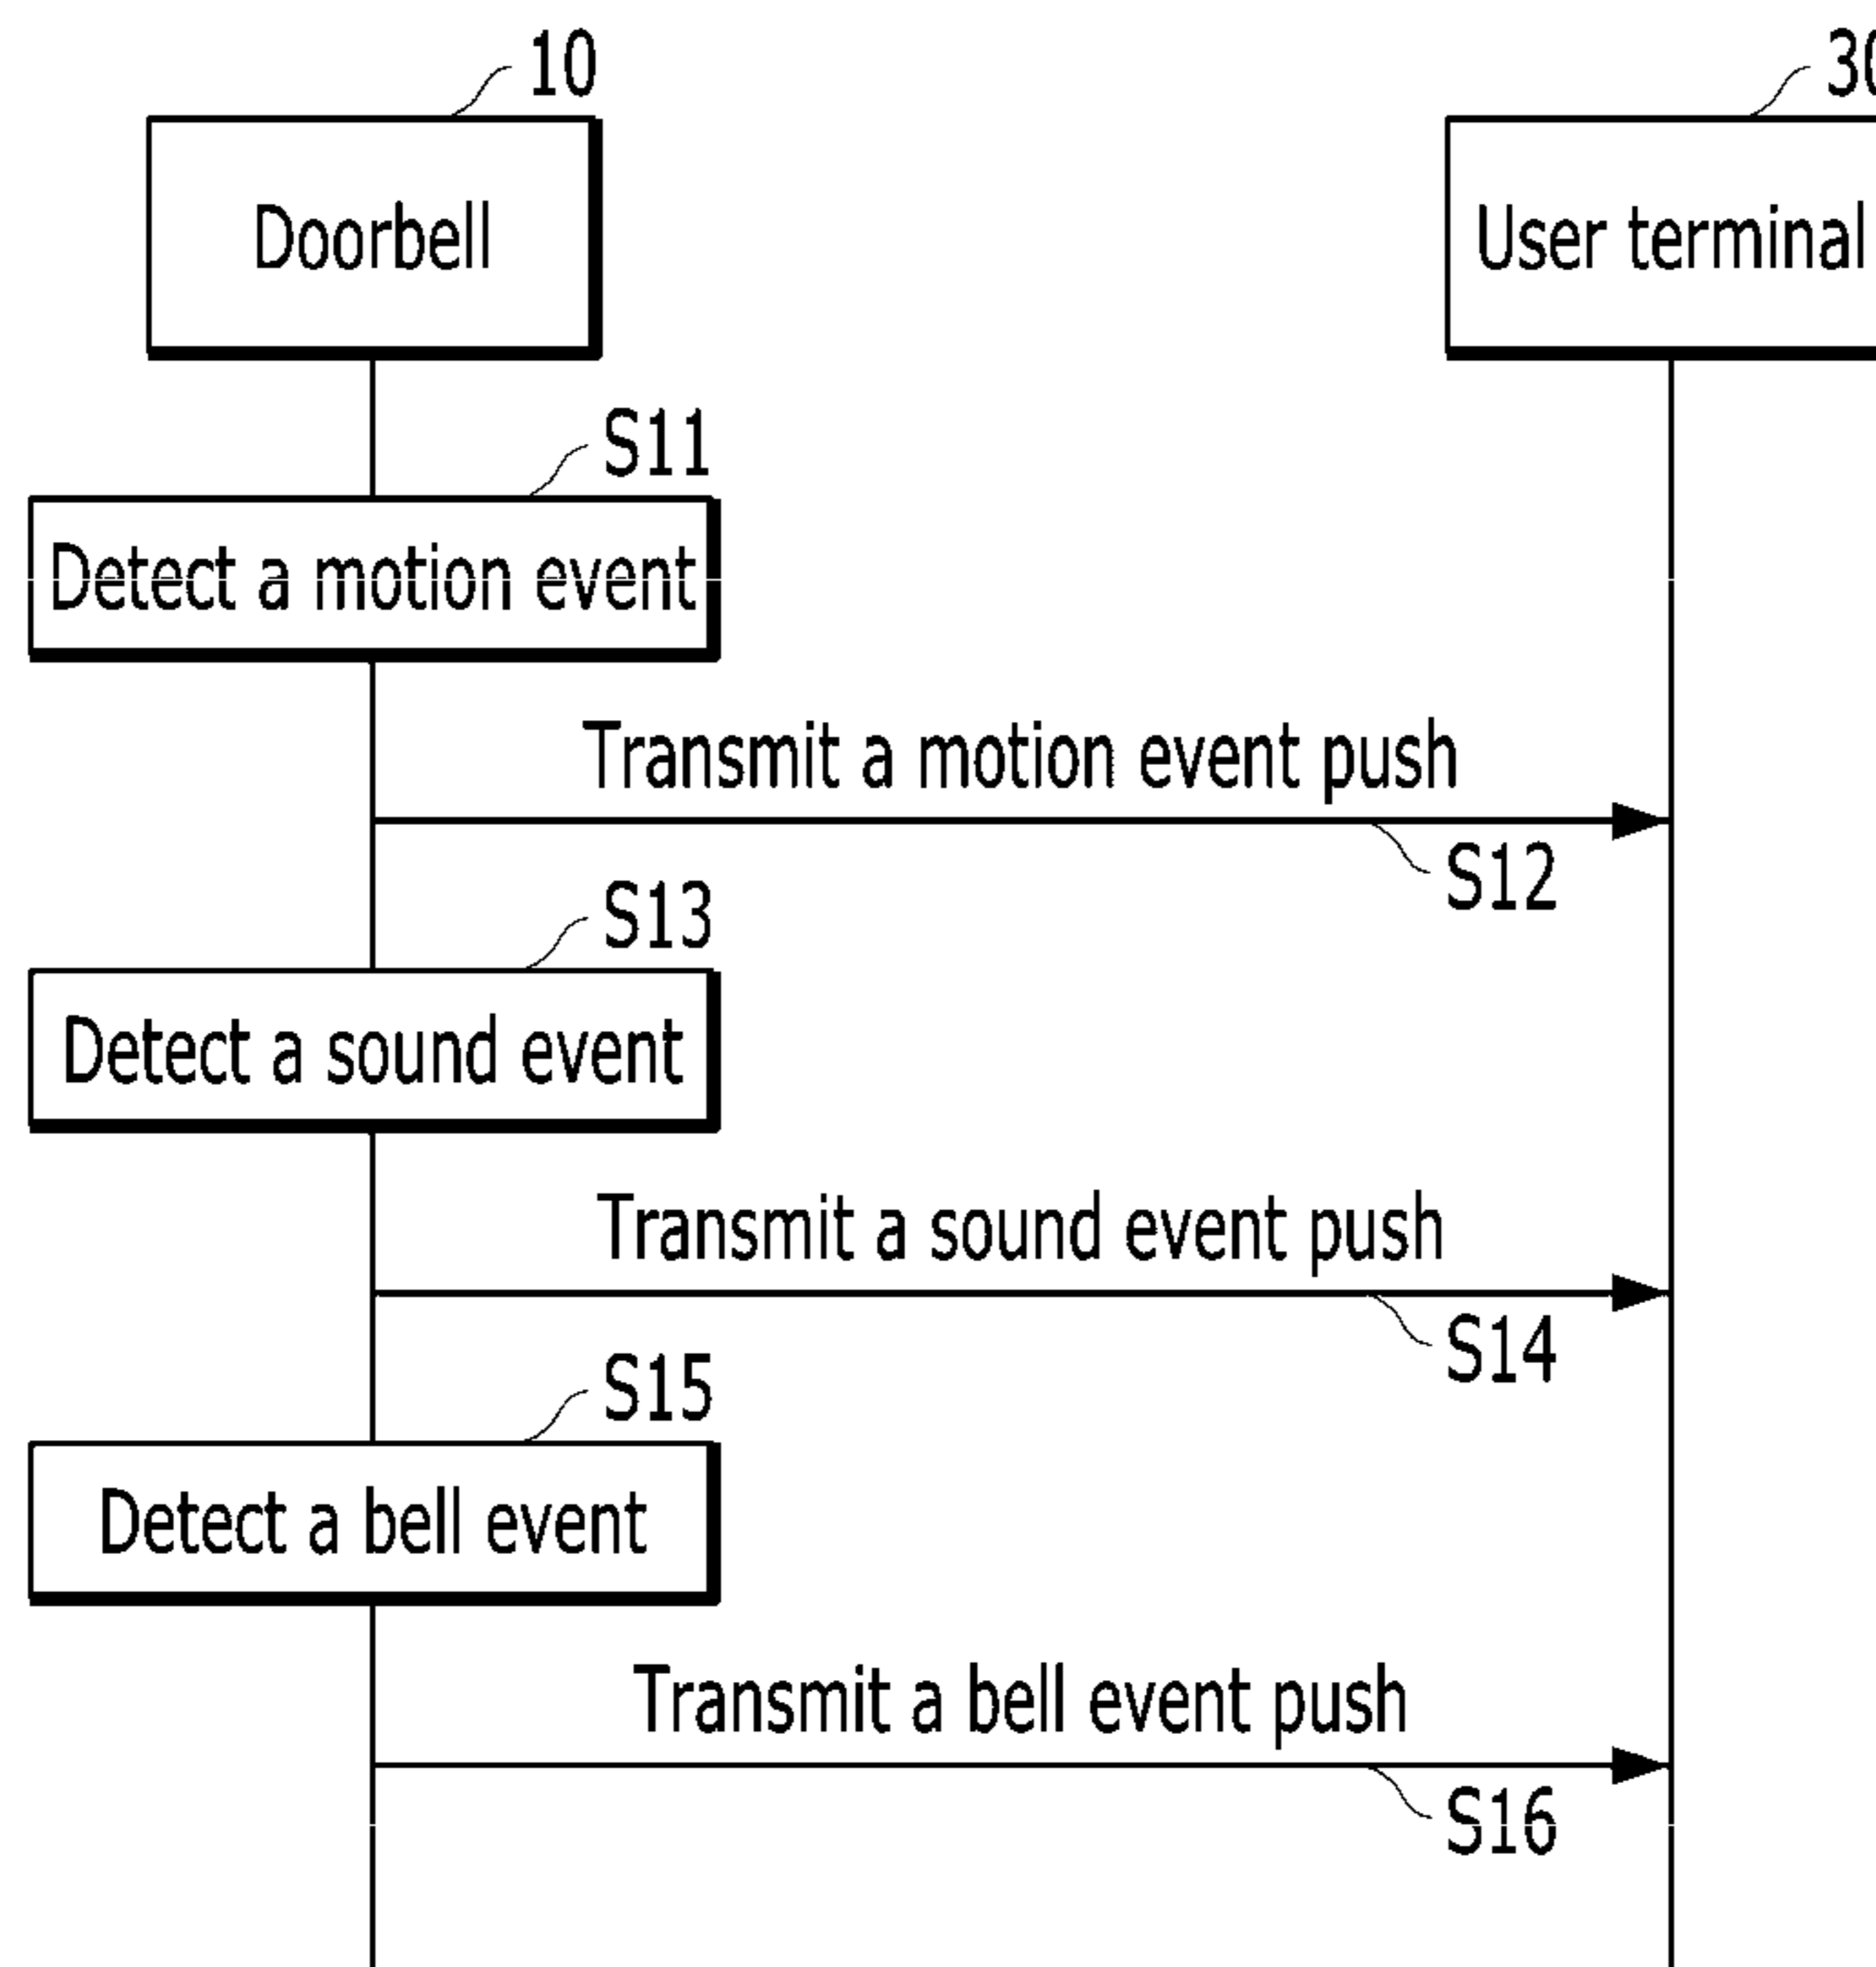 10
30
Doorbell
User terminal
S11
Detect a motion event
Transmit a motion event push
S12
S13
Detect a sound event
Transmit a sound event push
S14
S15
Detect a bell event
Transmit a bell event push
S16